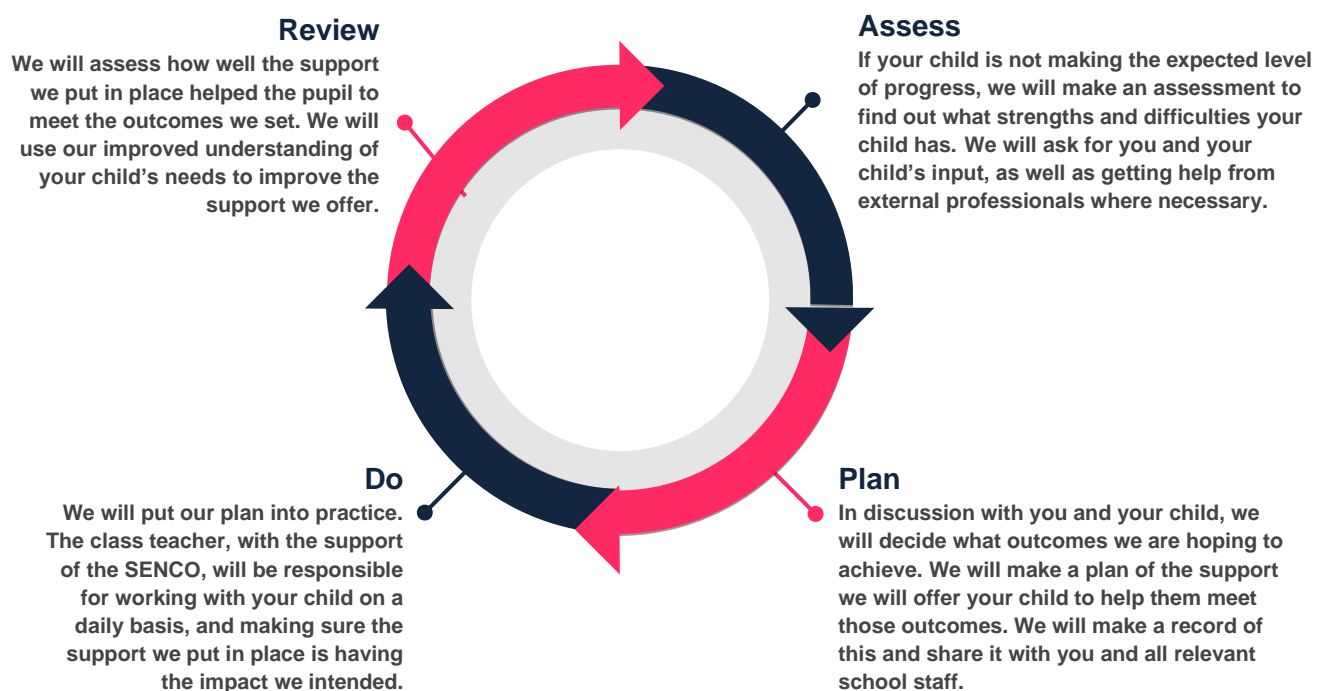 Review
We will assess how well the support
we put in place helped the pupil to
meet the outcomes we set. We will
use our improved understanding of
your child’s needs to improve the
support we offer.
Assess
If your child is not making the expected level
of progress, we will make an assessment to
find out what strengths and difficulties your
child has. We will ask for you and your
child’s input, as well as getting help from
external professionals where necessary.
Do
We will put our plan into practice.
The class teacher, with the support
of the SENCO, will be responsible
for working with your child on a
daily basis, and making sure the
support we put in place is having
the impact we intended.
Plan
In discussion with you and your child, we
will decide what outcomes we are hoping to
achieve. We will make a plan of the support
we will offer your child to help them meet
those outcomes. We will make a record of
this and share it with you and all relevant
school staff.